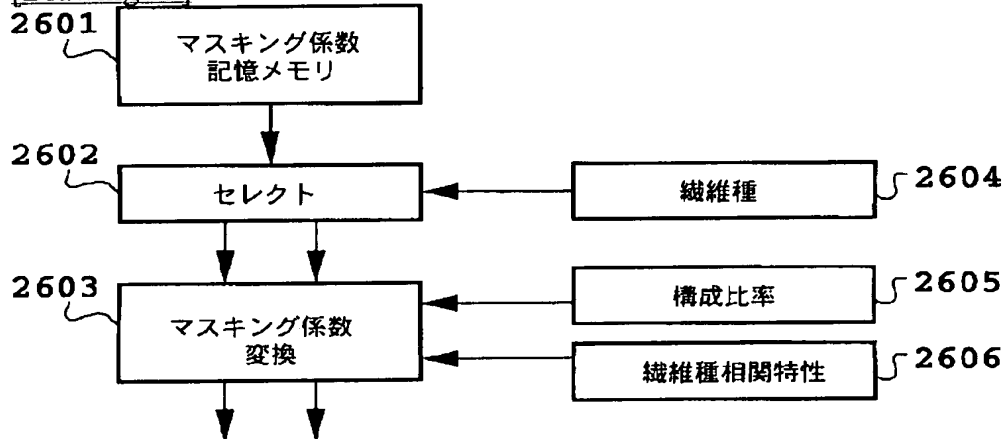 2601
マスキング係数
記憶メモリ
2602
セレクト
繊維種
2604
2603
マスキング係数
変換
構成比率
2605
繊維種相関特性
2606